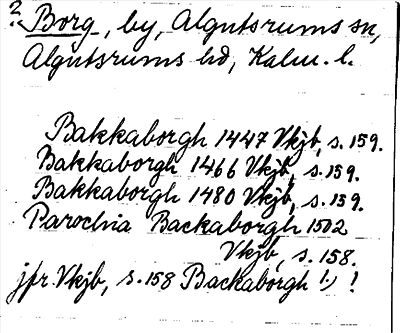 ? Borg, by, Algutsrums sn,
Algutsrums hd, Kalm. l.
Bakkaborgh 1447 Vkjb, s. 159.
Bakkaborgh 1466 Vkjb, s. 159.
Bakkaborgh 1480 Vkjb, s. 159.
Parochia Backaborgh 1502
Vkjb, s. 158.
jfr. Vkjb, s. 158 Backaborgh !) !